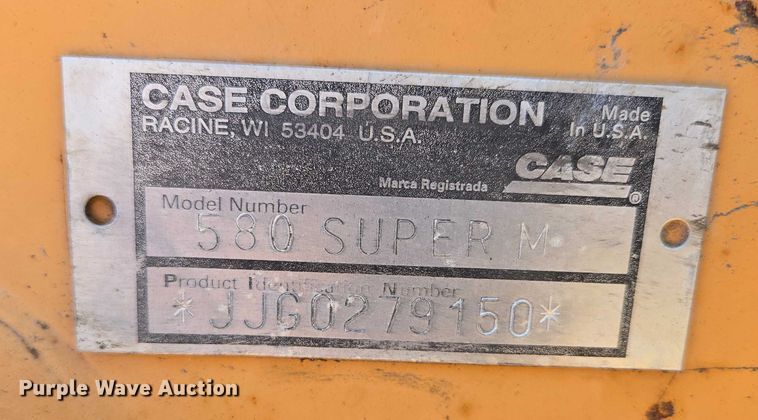 CASE CORPORATION
RACINE, WI 53404 U.S.A.
Made
In U.S.A.
Marca Registrada
CASE®
Model Number
580 SUPER M
Product Identification Number
*JJG0279150*
Purple Wave Auction